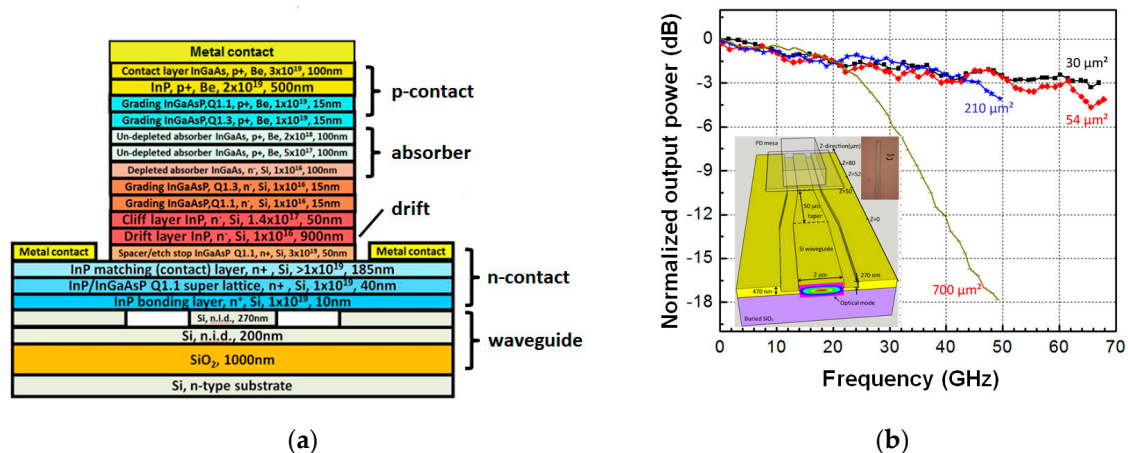 Metal contact
Contact layer InGaAs, p+, Be, 3x10¹⁹, 100nm
InP, p+, Be, 2x10¹⁹, 500nm
Grading InGaAsP,Q1.1, p+, Be, 1x10¹⁹, 15nm
Grading InGaAsP,Q1.3, p+, Be, 1x10¹⁹, 15nm
Un-depleted absorber InGaAs, p+, Be, 2x10¹⁸, 100nm
Un-depleted absorber InGaAs, p+, Be, 5x10¹⁷, 100nm
Depleted absorber InGaAs, n⁻, Si, 1x10¹⁶, 100nm
Grading InGaAsP, Q1.3, n⁻, Si, 1x10¹⁶, 15nm
Grading InGaAsP, Q1.1, n⁻, Si, 1x10¹⁶, 15nm
Cliff layer InP, n⁻, Si, 1.4x10¹⁷, 50nm
Drift layer InP, n⁻, Si, 1x10¹⁶, 900nm
Spacer/etch stop InGaAsP Q1.1, n+, Si, 3x10¹⁹, 50nm
Metal contact
Metal contact
InP matching (contact) layer, n+, Si, >1x10¹⁹, 185nm
InP/InGaAsP Q1.1 super lattice, n+ , Si, 1x10¹⁹, 40nm
InP bonding layer, n⁺, Si, 1x10¹⁹, 10nm
Si, n.i.d., 270nm
Si, n.i.d., 200nm
SiO₂, 1000nm
Si, n-type substrate
p-contact
absorber
drift
n-contact
waveguide
(a)
Normalized output power (dB)
0
-3
-6
-9
-12
-15
-18
30 µm²
210 µm²
54 µm²
700 µm²
PD mesa
Z-direction(µm)
Z=80
Z=52
Z=50
50 µm
taper
Z=0
Si waveguide
2 µm
270 nm
470 nm
Optical mode
Buried SiO₂
0
10
20
30
40
50
60
70
Frequency (GHz)
(b)